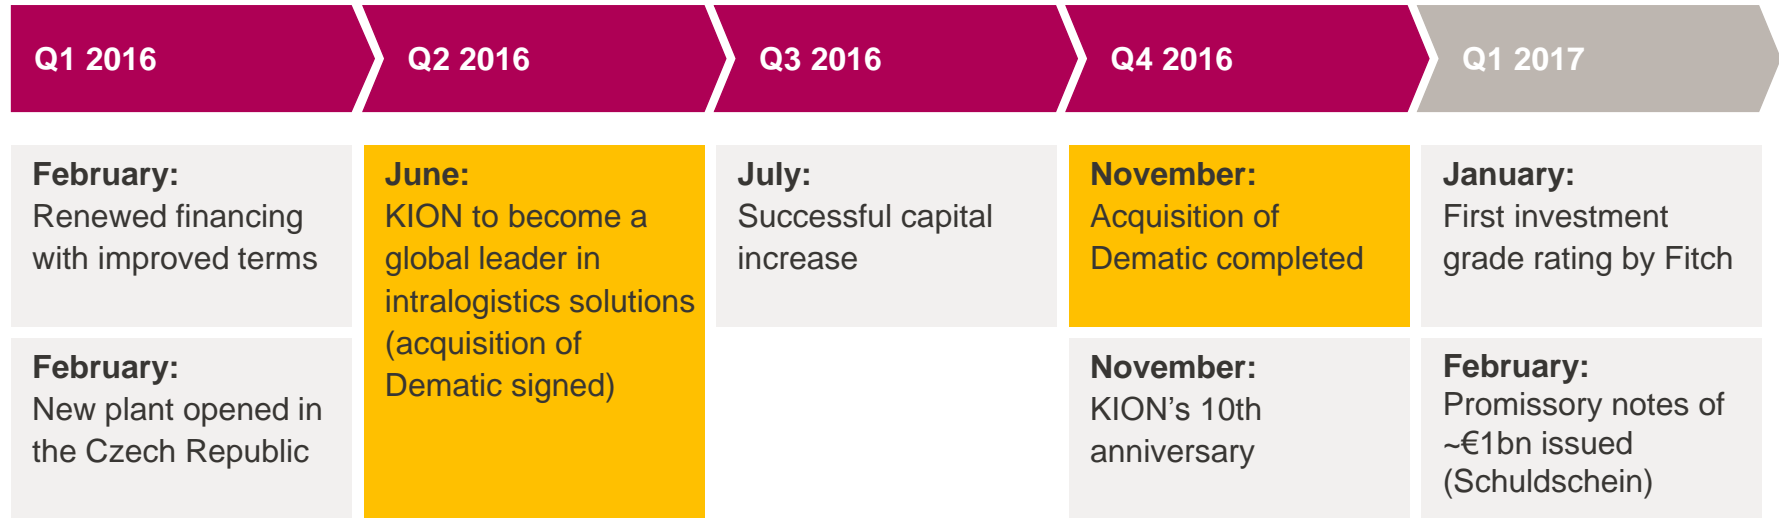 Q1 2016
Q2 2016
Q3 2016
Q4 2016
Q1 2017
February:
Renewed financing
with improved terms
February:
New plant opened in
the Czech Republic
June:
KION to become a
global leader in
intralogistics solutions
(acquisition of
Dematic signed)
July:
Successful capital
increase
November:
Acquisition of
Dematic completed
November:
KION’s 10th
anniversary
January:
First investment
grade rating by Fitch
February:
Promissory notes of
~€1bn issued
(Schuldschein)